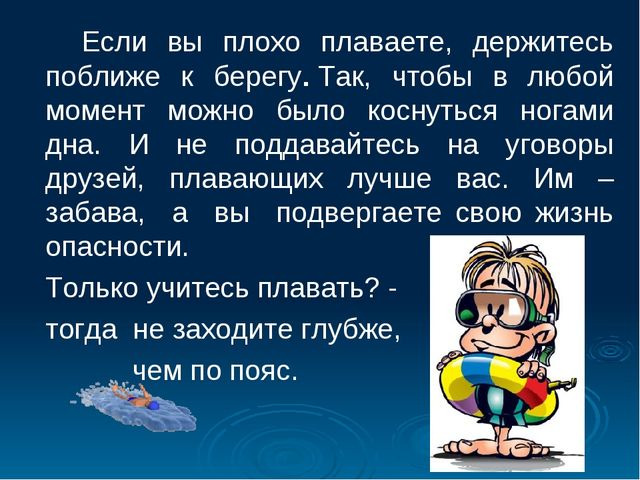 Если вы плохо плаваете, держитесь
поближе к берегу. Так, чтобы в любой
момент можно было коснуться ногами
дна. И не поддавайтесь на уговоры
друзей, плавающих лучше вас. Им –
забава, а вы подвергаете свою жизнь
опасности.
Только учитесь плавать? -
тогда не заходите глубже,
чем по пояс.